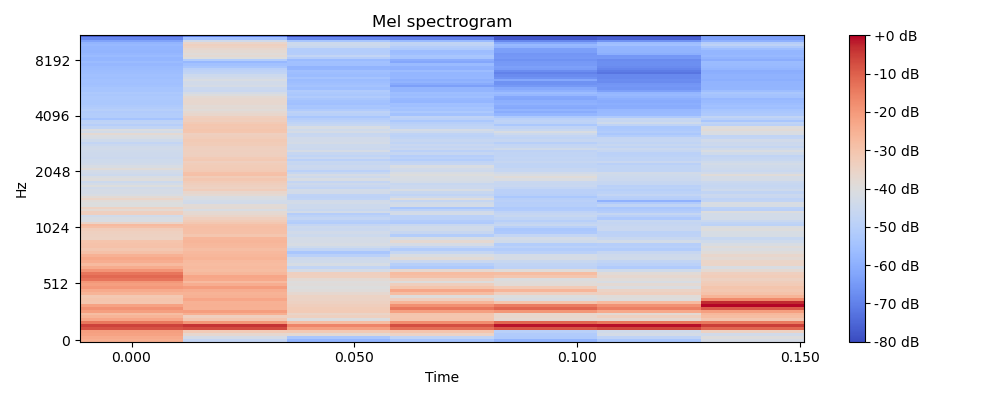 Mel spectrogram
Hz
8192
4096
2048
1024
512
0
0.000
0.050
0.100
0.150
Time
+0 dB
-10 dB
-20 dB
-30 dB
-40 dB
-50 dB
-60 dB
-70 dB
-80 dB